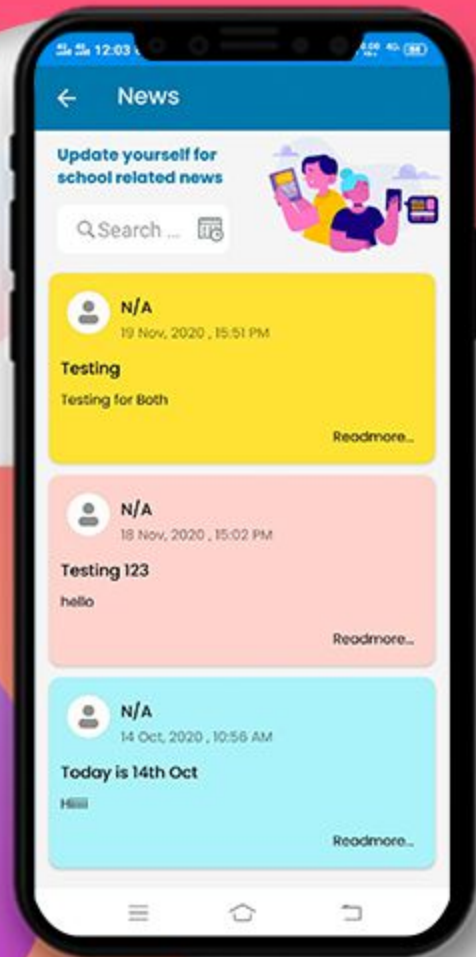 12:03
News
Update yourself for
school related news
Search ...
N/A
19 Nov, 2020 , 15:51 PM
Testing
Testing for Both
Readmore...
N/A
18 Nov, 2020 , 15:02 PM
Testing 123
hello
Readmore...
N/A
14 Oct, 2020 , 10:56 AM
Today is 14th Oct
Readmore...